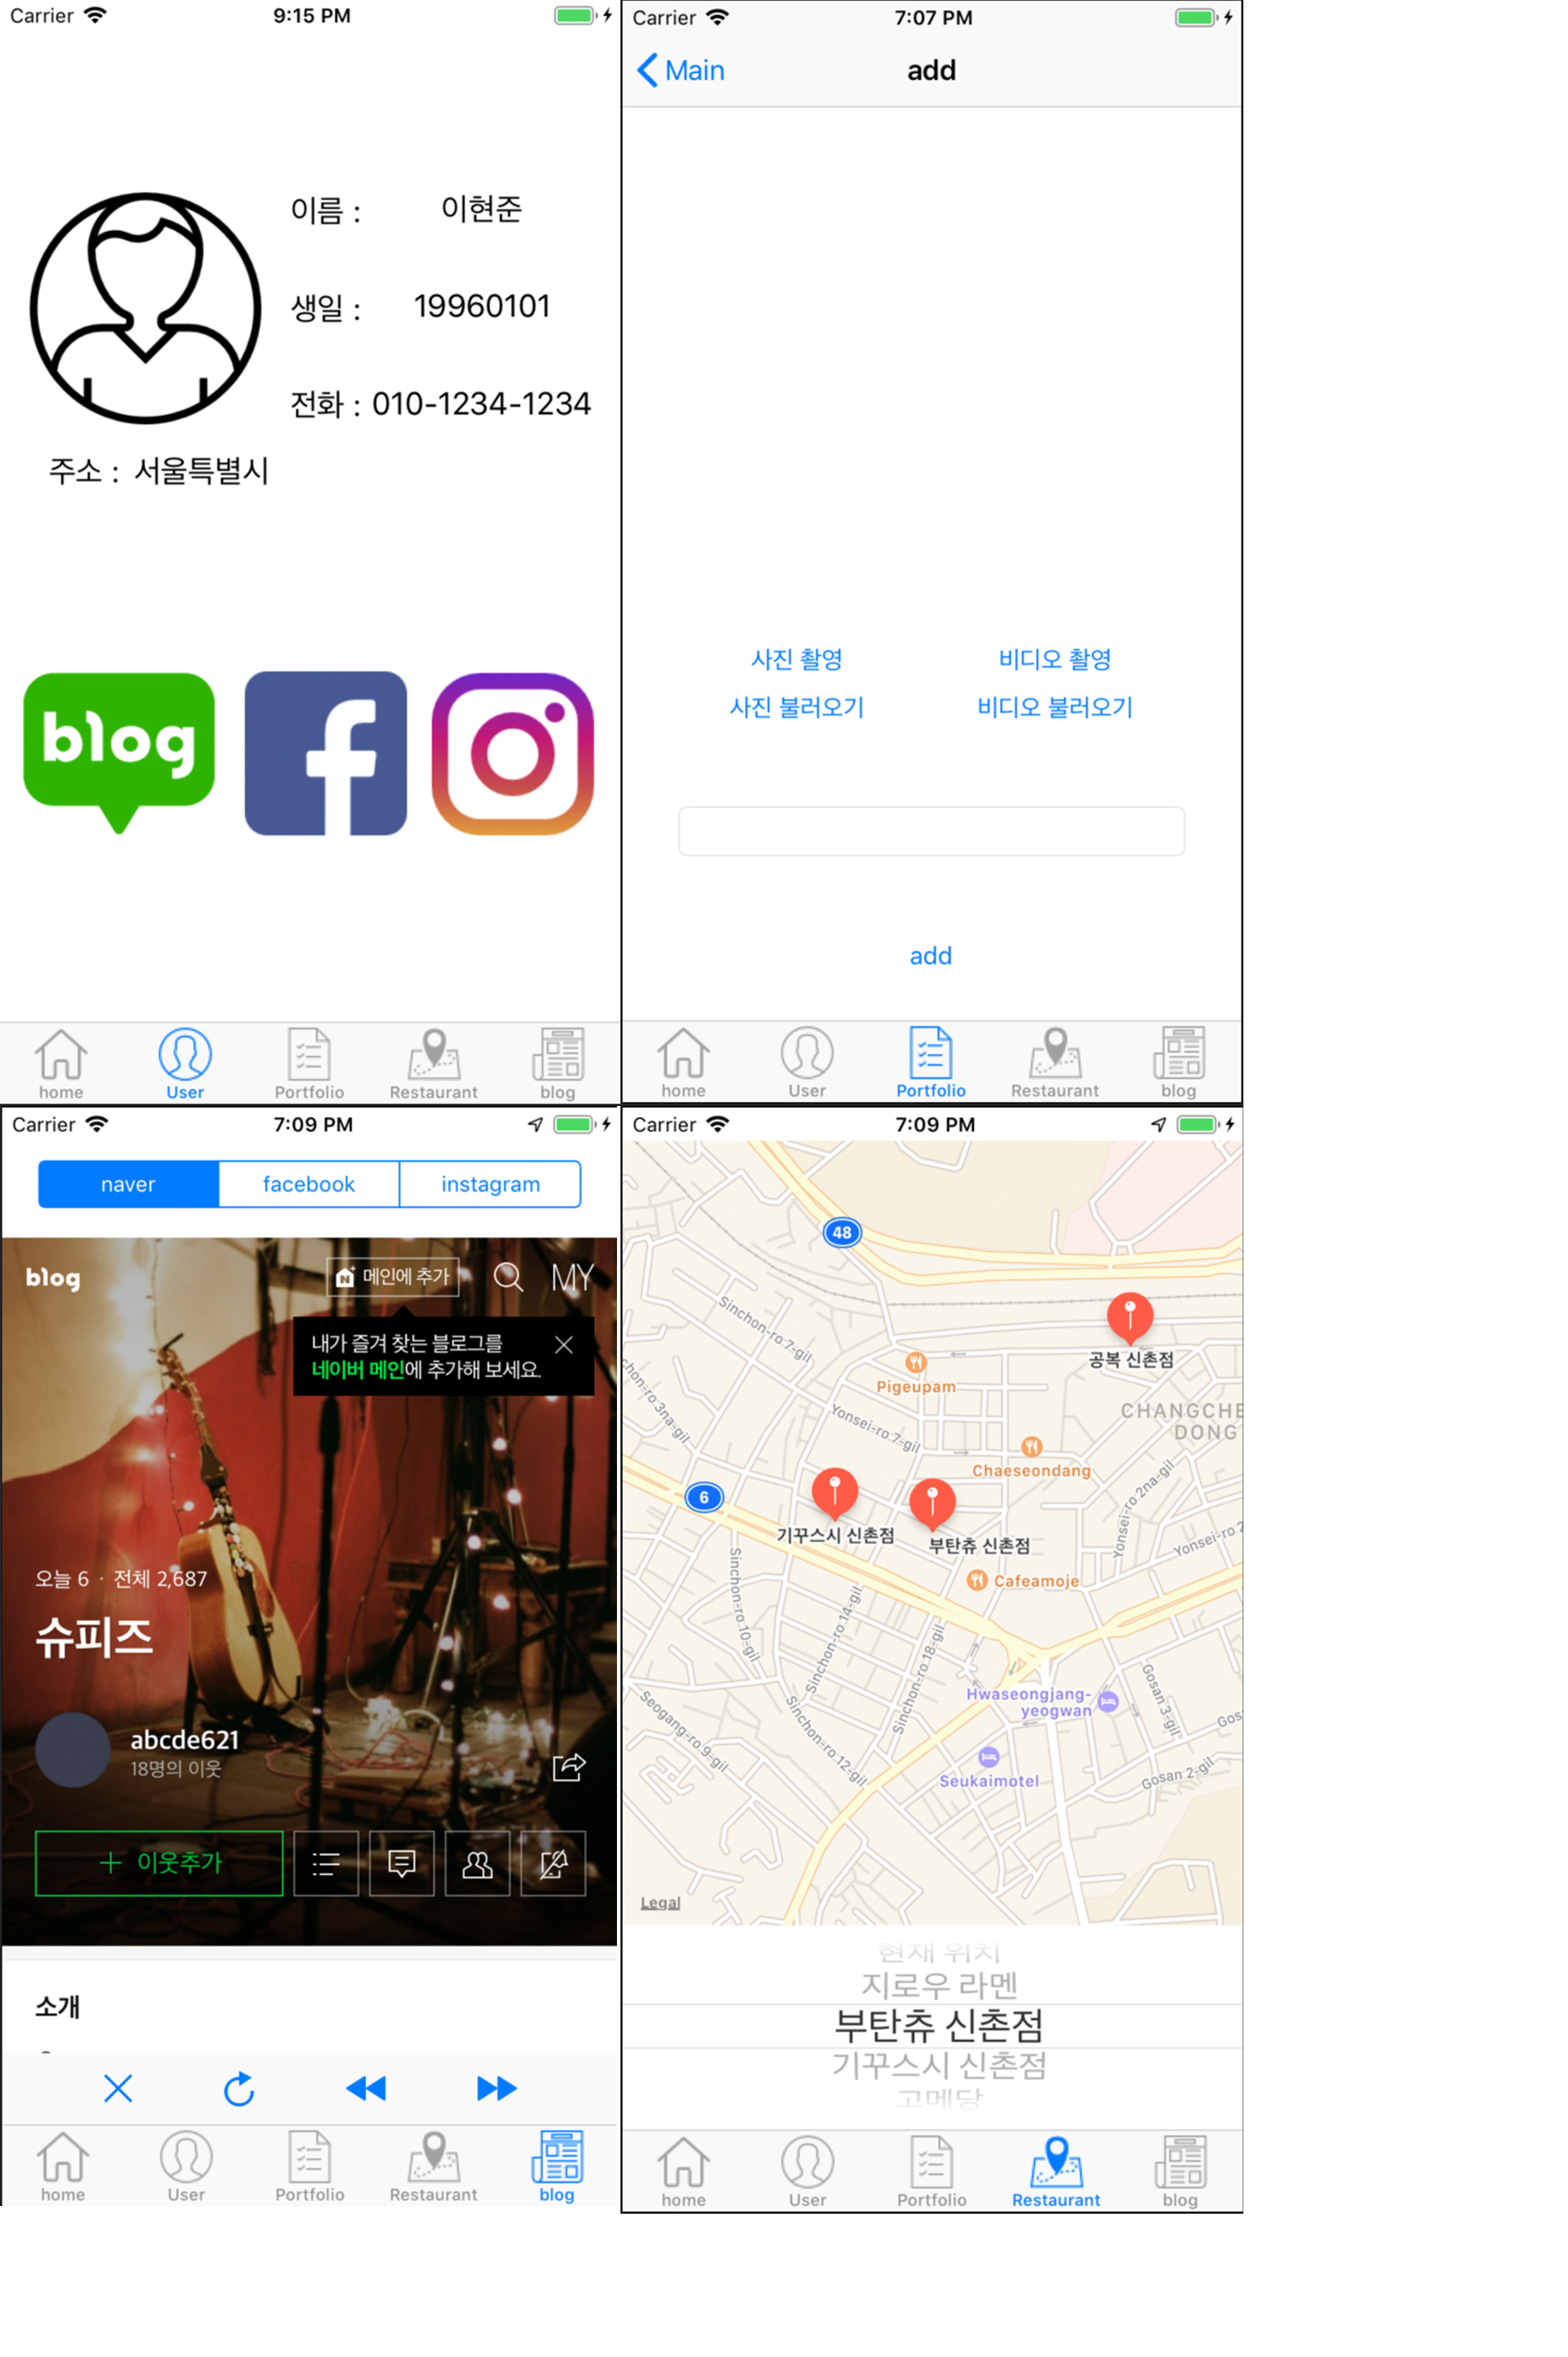 Carrier 9:15 PM
이름 : 이현준
생일 : 19960101
전화 : 010-1234-1234
주소 : 서울특별시
blog
home User Portfolio Restaurant blog
Carrier 7:07 PM
Main add
사진 촬영 비디오 촬영
사진 불러오기 비디오 불러오기
add
home User Portfolio Restaurant blog
Carrier 7:09 PM
naver facebook instagram
blog 메인에 추가 MY
내가 즐겨 찾는 블로그를
네이버 메인에 추가해 보세요.
오늘 6 · 전체 2,687
슈피즈
abcde621
18명의 이웃
이웃추가
소개
home User Portfolio Restaurant blog
Carrier 7:09 PM
48
Sinchon-ro 7-gil
공복 신촌점
Pigeupam
chon-ro 3na-gil
CHANGCHE
DONG
Yonsei-ro 7-gil
Chaeseondang
Yonsei-ro 2na-gil
6
기꾸스시 신촌점
부탄츄 신촌점
Yonsei-ro 2
Cafeamoje
Sinchon-ro 10-gil
Sinchon-ro 14-gil
Sinchon-ro 18-gil
Hwaseongjang-
yeogwan
Gosan 3-gil
Gos
Seogang-ro 9-gil
Sinchon-ro 12-gil
Seukaimotel
Gosan 2-gil
Legal
현재 위치
지로우 라멘
부탄츄 신촌점
기꾸스시 신촌점
고메당
home User Portfolio Restaurant blog